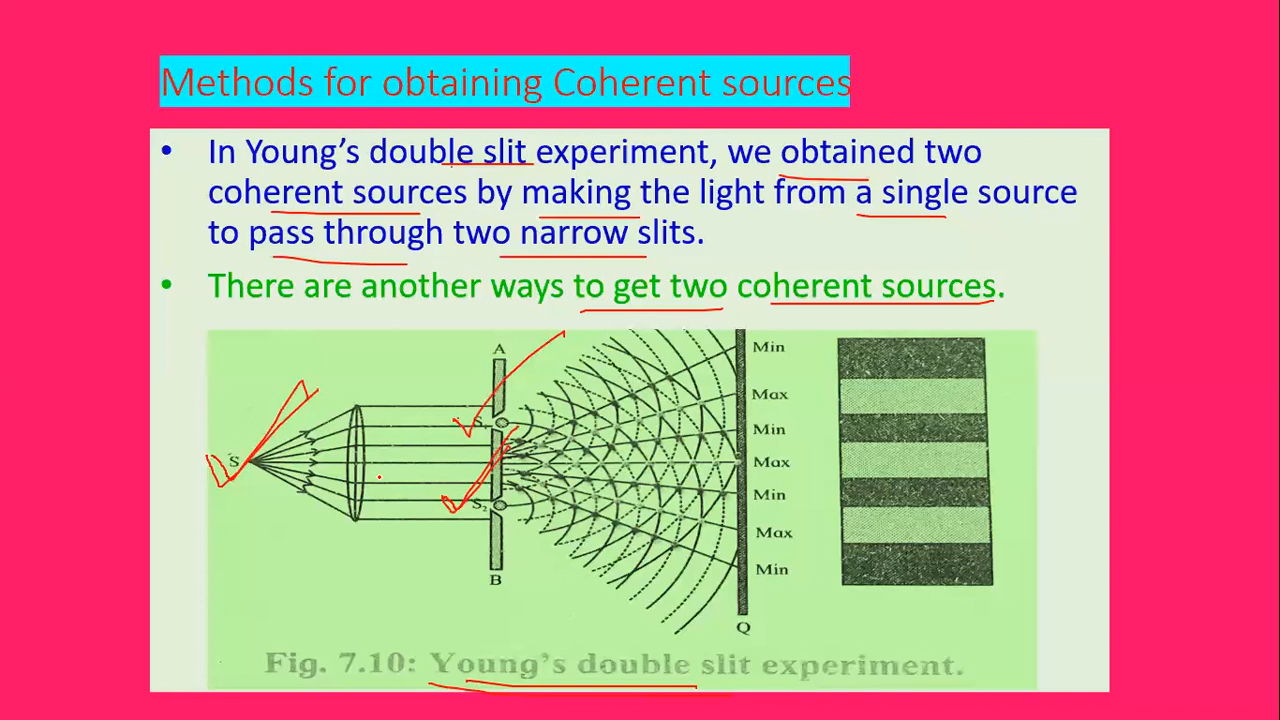 Methods for obtaining Coherent sources
• In Young's double slit experiment, we obtained two
coherent sources by making the light from a single source
to pass through two narrow slits.
• There are another ways to get two coherent sources.
A
Min
Max
S₁
Min
S
Max
Min
S₂
Max
Min
B
Q
Fig. 7.10: Young's double slit experiment.